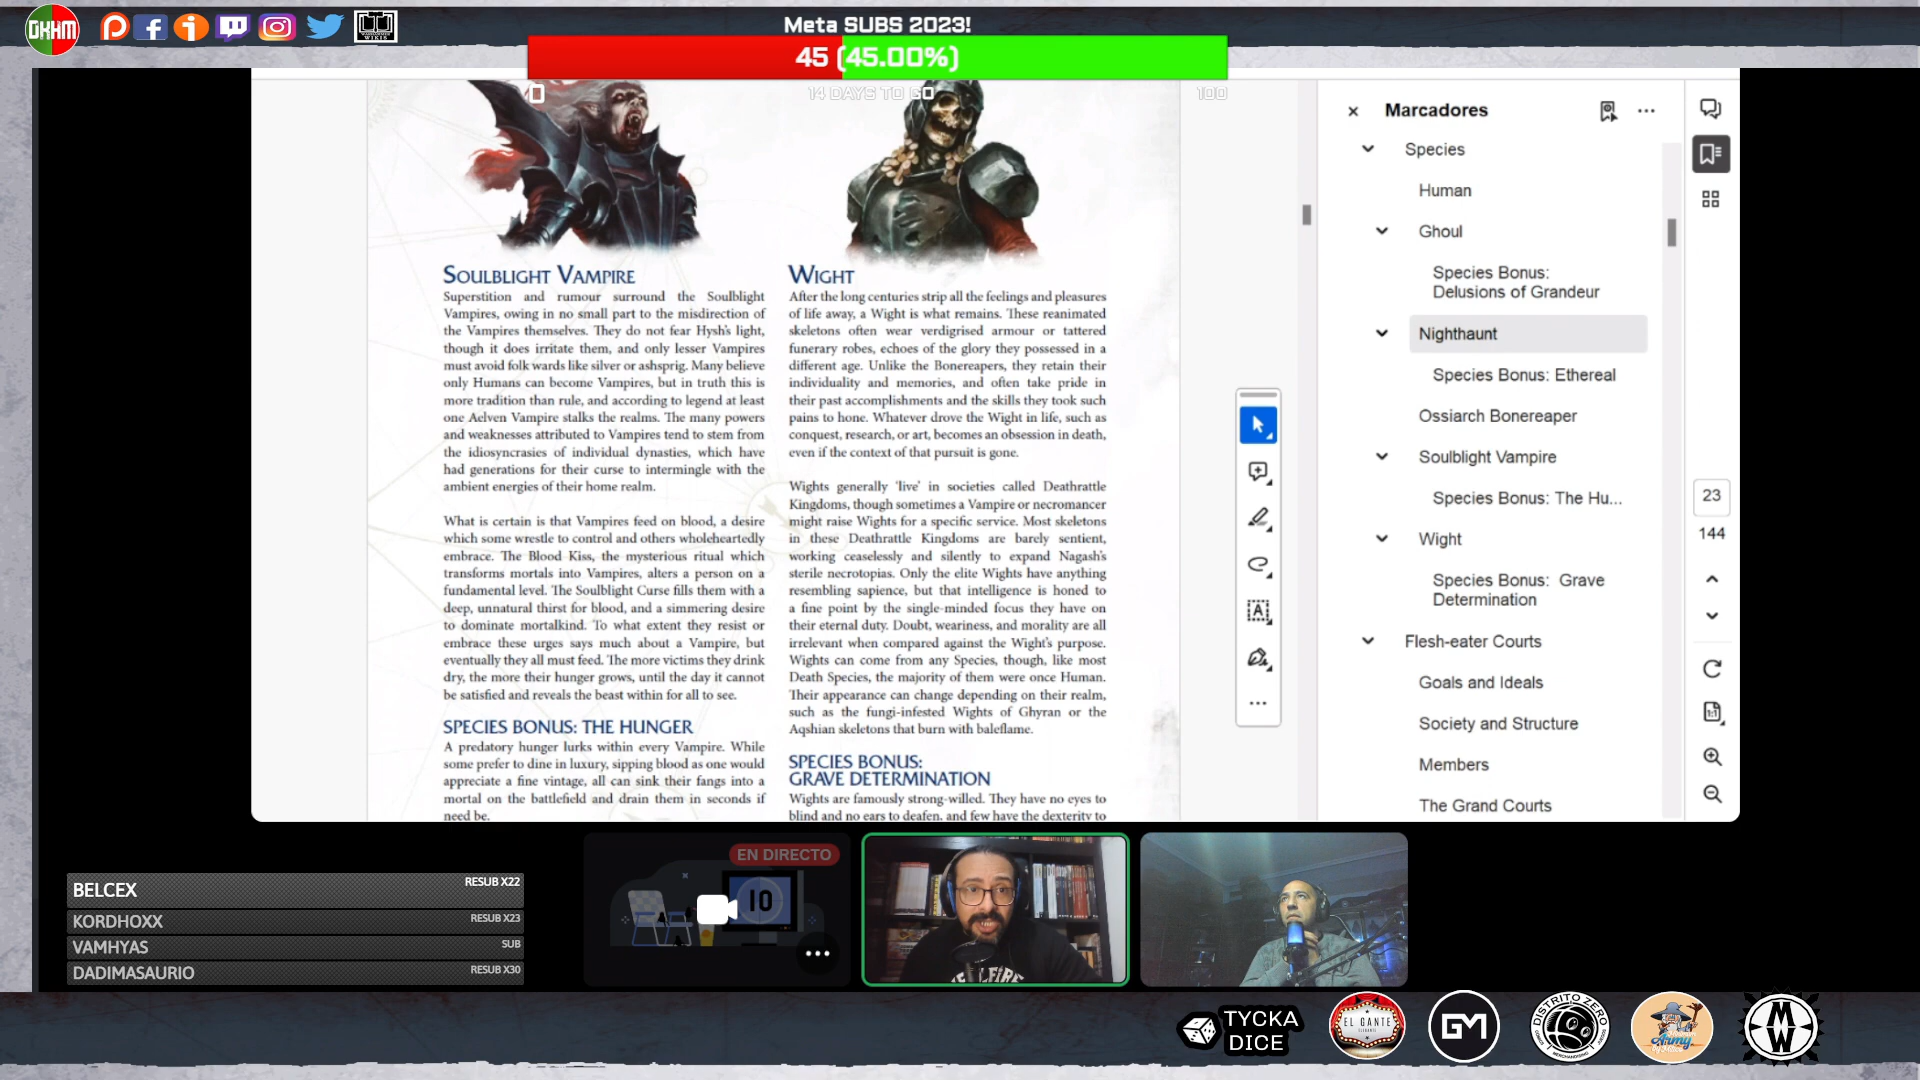 DKHM
WIKIS
Meta SUBS 2023!
45 (45.00%)
0
14 DAYS TO GO
100
SOULBLIGHT VAMPIRE
Superstition and rumour surround the Soulblight
Vampires, owing in no small part to the misdirection of
the Vampires themselves. They do not fear Hysh's light,
though it does irritate them, and only lesser Vampires
must avoid folk wards like silver or ashsprig. Many believe
only Humans can become Vampires, but in truth this is
more tradition than rule, and according to legend at least
one Aelven Vampire stalks the realms. The many powers
and weaknesses attributed to Vampires tend to stem from
the idiosyncrasies of individual dynasties, which have
had generations for their curse to intermingle with the
ambient energies of their home realm.
What is certain is that Vampires feed on blood, a desire
which some wrestle to control and others wholeheartedly
embrace. The Blood Kiss, the mysterious ritual which
transforms mortals into Vampires, alters a person on a
fundamental level. The Soulblight Curse fills them with a
deep, unnatural thirst for blood, and a simmering desire
to dominate mortalkind. To what extent they resist or
embrace these urges says much about a Vampire, but
eventually they all must feed. The more victims they drink
dry, the more their hunger grows, until the day it cannot
be satisfied and reveals the beast within for all to see.
SPECIES BONUS: THE HUNGER
A predatory hunger lurks within every Vampire. While
some prefer to dine in luxury, sipping blood as one would
appreciate a fine vintage, all can sink their fangs into a
mortal on the battlefield and drain them in seconds if
need be.
WIGHT
After the long centuries strip all the feelings and pleasures
of life away, a Wight is what remains. These reanimated
skeletons often wear verdigrised armour or tattered
funerary robes, echoes of the glory they possessed in a
different age. Unlike the Bonereapers, they retain their
individuality and memories, and often take pride in
their past accomplishments and the skills they took such
pains to hone. Whatever drove the Wight in life, such as
conquest, research, or art, becomes an obsession in death,
even if the context of that pursuit is gone.
Wights generally 'live' in societies called Deathrattle
Kingdoms, though sometimes a Vampire or necromancer
might raise Wights for a specific service. Most skeletons
in these Deathrattle Kingdoms are barely sentient,
working ceaselessly and silently to expand Nagash's
sterile necrotopias. Only the elite Wights have anything
resembling sapience, but that intelligence is honed to
a fine point by the single-minded focus they have on
their eternal duty. Doubt, weariness, and morality are all
irrelevant when compared against the Wight's purpose.
Wights can come from any Species, though, like most
Death Species, the majority of them were once Human.
Their appearance can change depending on their realm,
such as the fungi-infested Wights of Ghyran or the
Aqshian skeletons that burn with baleflame.
SPECIES BONUS:
GRAVE DETERMINATION
Wights are famously strong-willed. They have no eyes to
blind and no ears to deafen, and few have the dexterity to
Marcadores
Species
Human
Ghoul
Species Bonus:
Delusions of Grandeur
Nighthaunt
Species Bonus: Ethereal
Ossiarch Bonereaper
Soulblight Vampire
Species Bonus: The Hu...
Wight
Species Bonus: Grave
Determination
Flesh-eater Courts
Goals and Ideals
Society and Structure
Members
The Grand Courts
23
144
1:1
BELCEX RESUB X22
KORDHOXX RESUB X23
VAMHYAS SUB
DADIMASAURIO RESUB X30
EN DIRECTO
10
TYCKA
DICE
EL GANTE
GM
DISTRITO ZERO
Army
MW